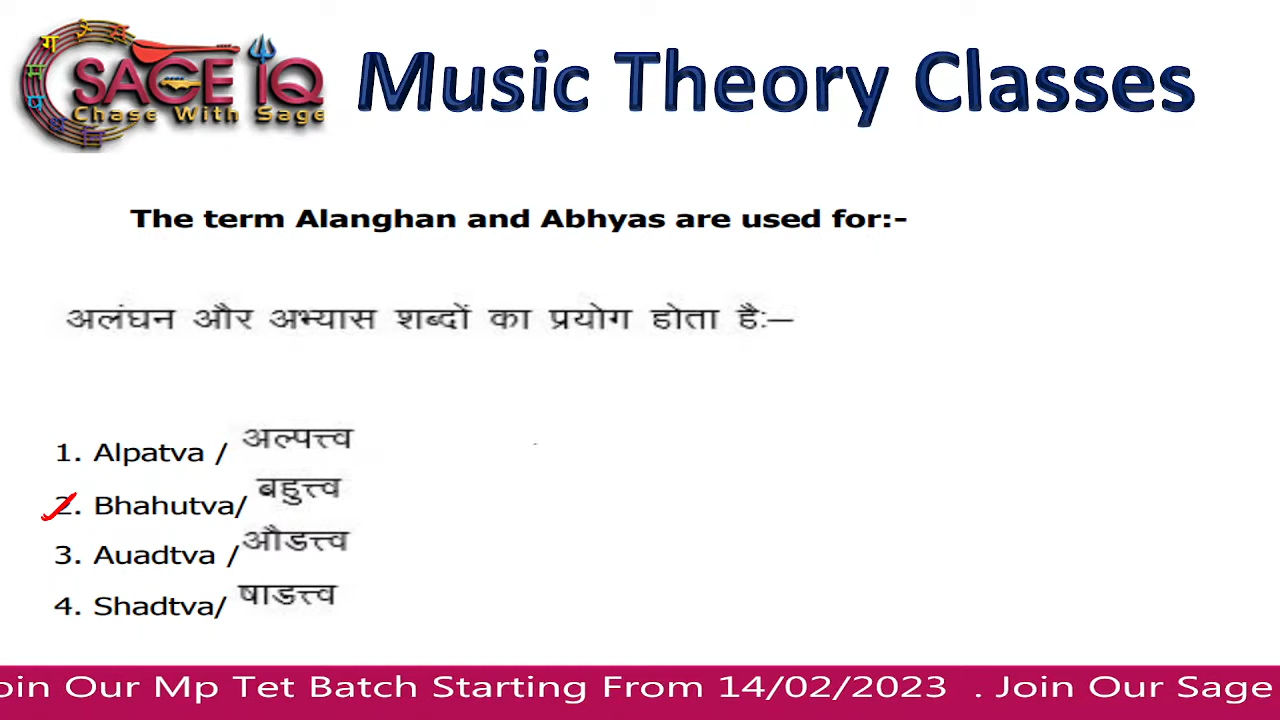 ग म प ध
SAGE IQ
Chase With Sage
Music Theory Classes
The term Alanghan and Abhyas are used for:-
अलंघन और अभ्यास शब्दों का प्रयोग होता हैः—
1. Alpatva / अल्पत्त्व
2. Bhahutva/ बहुत्त्व
3. Auadtva / औडत्त्व
4. Shadtva/ षाडत्त्व
oin Our Mp Tet Batch Starting From 14/02/2023 . Join Our Sage